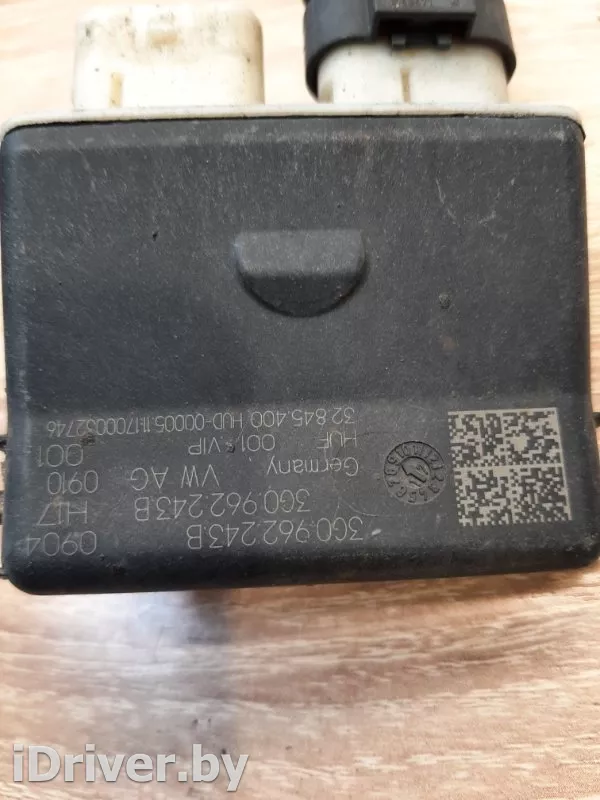 3G0.962.243.B 0904
3G0.962.243.B H17
Germany VW AG 0910
HUF 001 VIP 001
32.845.400 HUD-00005.11.1700032746
iDriver.by